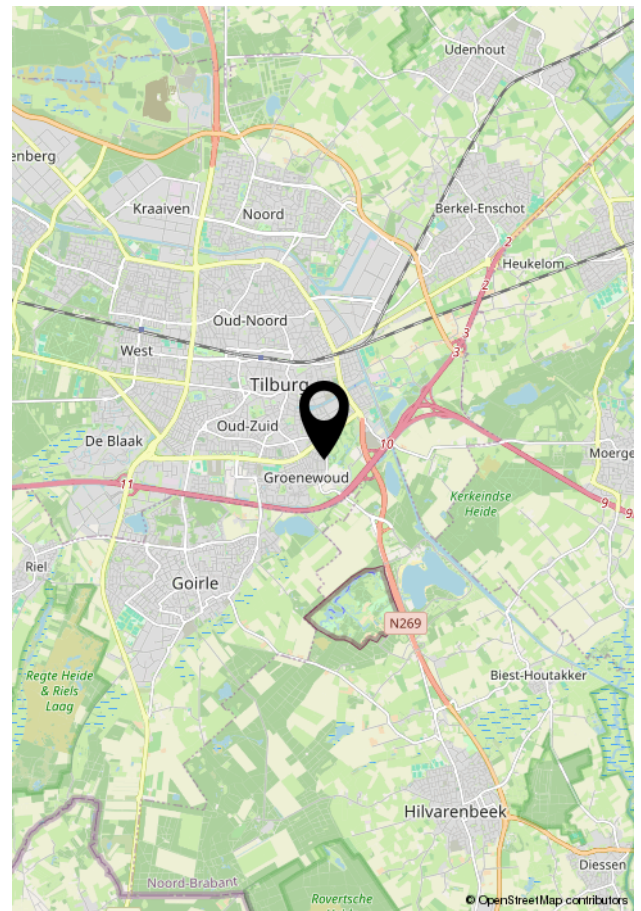 Udenhout
enberg
Kraaiven
Noord
Berkel-Enschot
2
Heukelom
2
3
3
Oud-Noord
West
Tilburg
De Blaak
Oud-Zuid
10
Moerge
11
Groenewoud
Kerkeindse
Heide
9
9
Riel
Goirle
N269
Regte Heide
& Riels
Laag
Biest-Houtakker
Hilvarenbeek
Diessen
Noord-Brabant
Rovertsche
© OpenStreetMap contributors